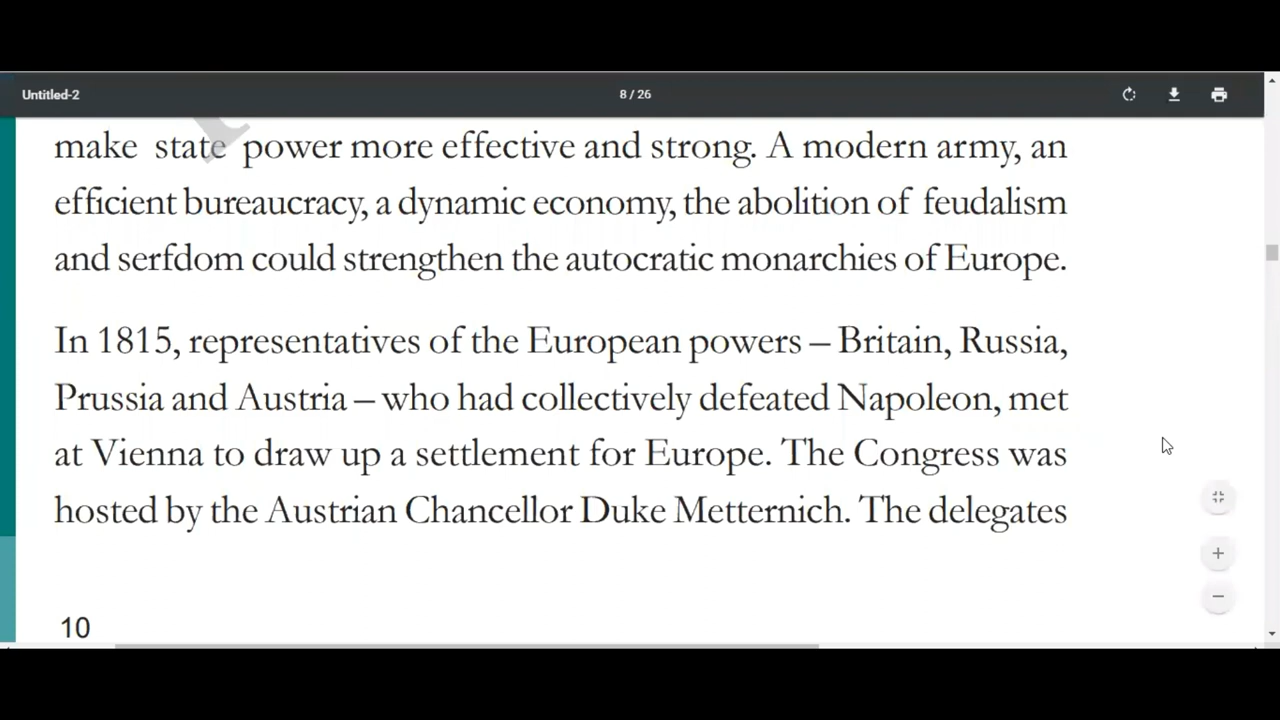 Untitled-2
8 / 26
make state power more effective and strong. A modern army, an
efficient bureaucracy, a dynamic economy, the abolition of feudalism
and serfdom could strengthen the autocratic monarchies of Europe.
In 1815, representatives of the European powers – Britain, Russia,
Prussia and Austria – who had collectively defeated Napoleon, met
at Vienna to draw up a settlement for Europe. The Congress was
hosted by the Austrian Chancellor Duke Metternich. The delegates
10